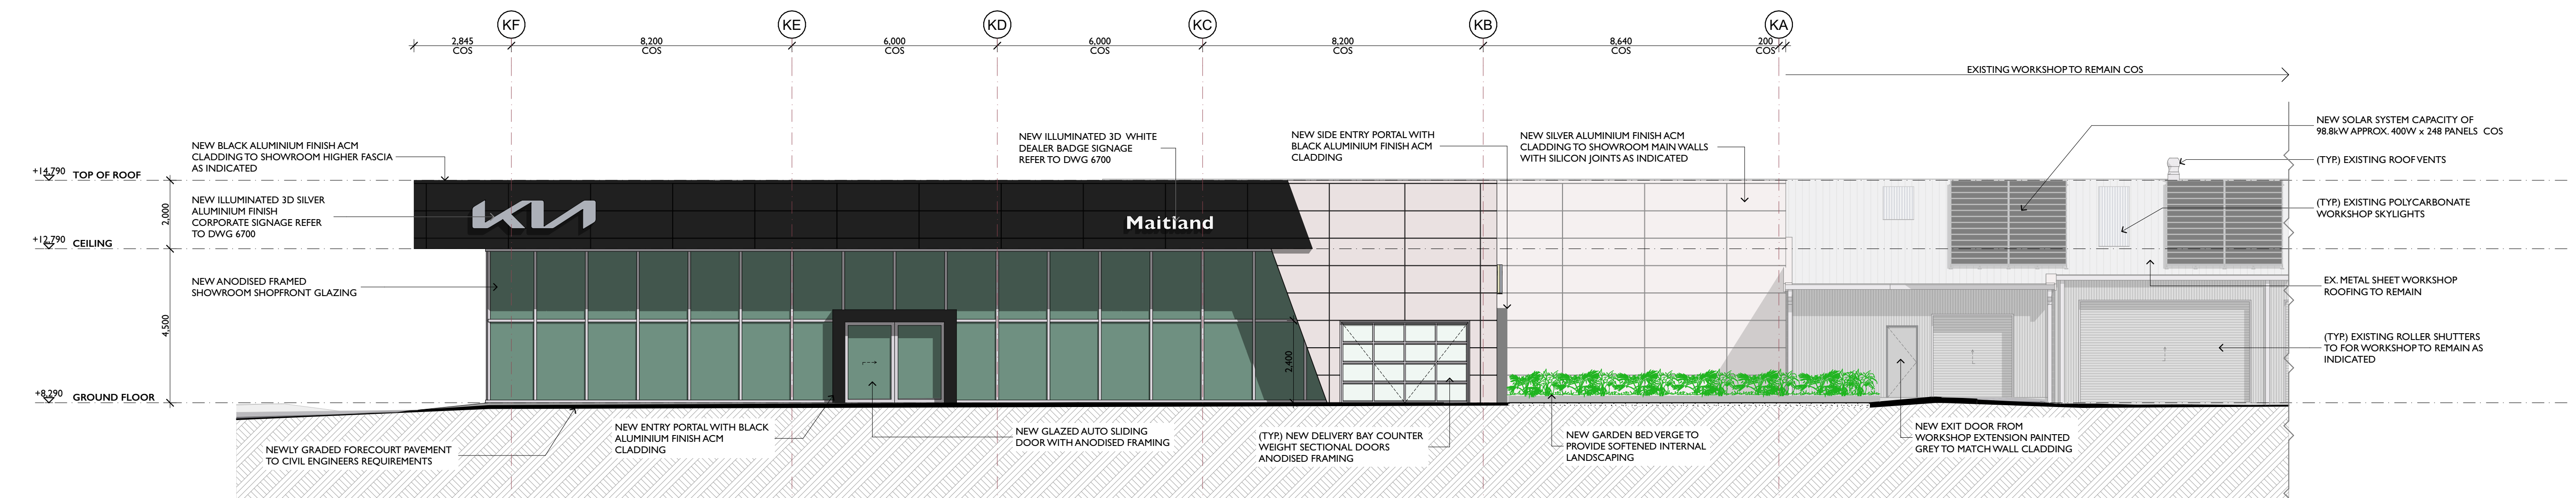 KF
KE
KD
KC
KB
KA
2,845
COS
8,200
COS
6,000
COS
6,000
COS
8,200
COS
8,640
COS
200
COS
EXISTING WORKSHOP TO REMAIN COS
NEW BLACK ALUMINIUM FINISH ACM
CLADDING TO SHOWROOM HIGHER FASCIA
AS INDICATED
NEW ILLUMINATED 3D WHITE
DEALER BADGE SIGNAGE
REFER TO DWG 6700
NEW SIDE ENTRY PORTAL WITH
BLACK ALUMINIUM FINISH ACM
CLADDING
NEW SILVER ALUMINIUM FINISH ACM
CLADDING TO SHOWROOM MAIN WALLS
WITH SILICON JOINTS AS INDICATED
NEW SOLAR SYSTEM CAPACITY OF
98.8kW APPROX. 400W x 248 PANELS COS
(TYP.) EXISTING ROOF VENTS
+14,790
TOP OF ROOF
2,000
NEW ILLUMINATED 3D SILVER
ALUMINIUM FINISH
CORPORATE SIGNAGE REFER
TO DWG 6700
KIA
Maitland
(TYP.) EXISTING POLYCARBONATE
WORKSHOP SKYLIGHTS
+12,790
CEILING
NEW ANODISED FRAMED
SHOWROOM SHOPFRONT GLAZING
EX. METAL SHEET WORKSHOP
ROOFING TO REMAIN
4,500
2,400
(TYP.) EXISTING ROLLER SHUTTERS
TO FOR WORKSHOP TO REMAIN AS
INDICATED
+8,290
GROUND FLOOR
NEWLY GRADED FORECOURT PAVEMENT
TO CIVIL ENGINEERS REQUIREMENTS
NEW ENTRY PORTAL WITH BLACK
ALUMINIUM FINISH ACM
CLADDING
NEW GLAZED AUTO SLIDING
DOOR WITH ANODISED FRAMING
(TYP.) NEW DELIVERY BAY COUNTER
WEIGHT SECTIONAL DOORS
ANODISED FRAMING
NEW GARDEN BED VERGE TO
PROVIDE SOFTENED INTERNAL
LANDSCAPING
NEW EXIT DOOR FROM
WORKSHOP EXTENSION PAINTED
GREY TO MATCH WALL CLADDING